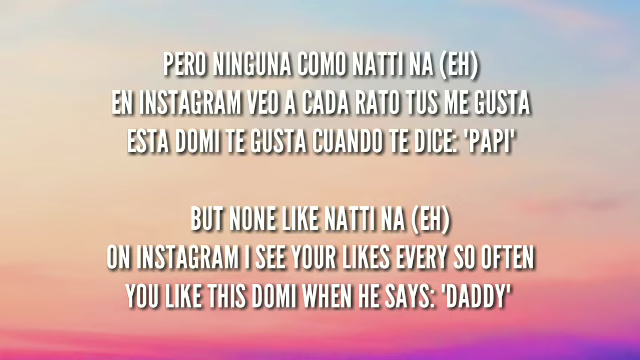 PERO NINGUNA COMO NATTI NA (EH)
EN INSTAGRAM VEO A CADA RATO TUS ME GUSTA
ESTA DOMI TE GUSTA CUANDO TE DICE: 'PAPI'
BUT NONE LIKE NATTI NA (EH)
ON INSTAGRAM I SEE YOUR LIKES EVERY SO OFTEN
YOU LIKE THIS DOMI WHEN HE SAYS: 'DADDY'